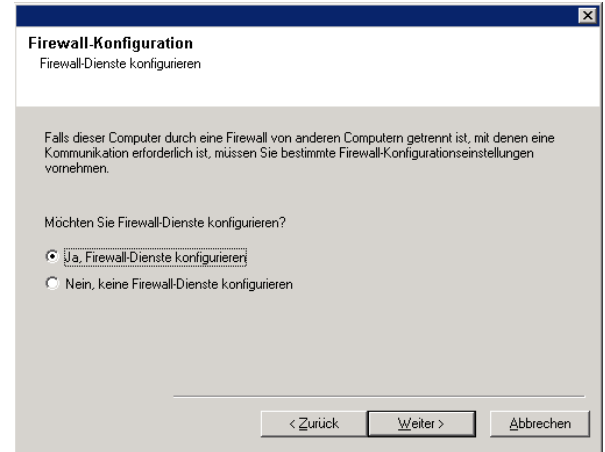 Firewall-Konfiguration
Firewall-Dienste konfigurieren
Falls dieser Computer durch eine Firewall von anderen Computern getrennt ist, mit denen eine
Kommunikation erforderlich ist, müssen Sie bestimmte Firewall-Konfigurationseinstellungen
vornehmen.
Möchten Sie Firewall-Dienste konfigurieren?
Ja, Firewall-Dienste konfigurieren
Nein, keine Firewall-Dienste konfigurieren
< Zurück Weiter > Abbrechen